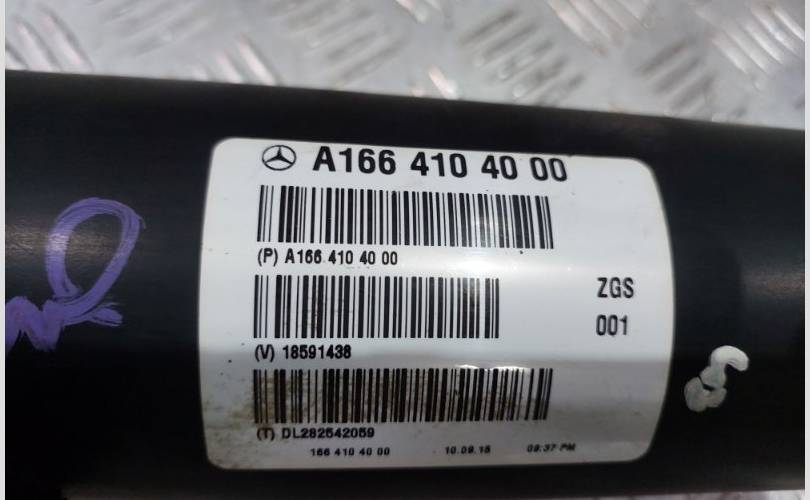 A166 410 40 00
(P) A166 410 40 00
ZGS
001
(V) 18591438
(T) DL282542059
166 410 40 00 10.09.15 09:37 PM